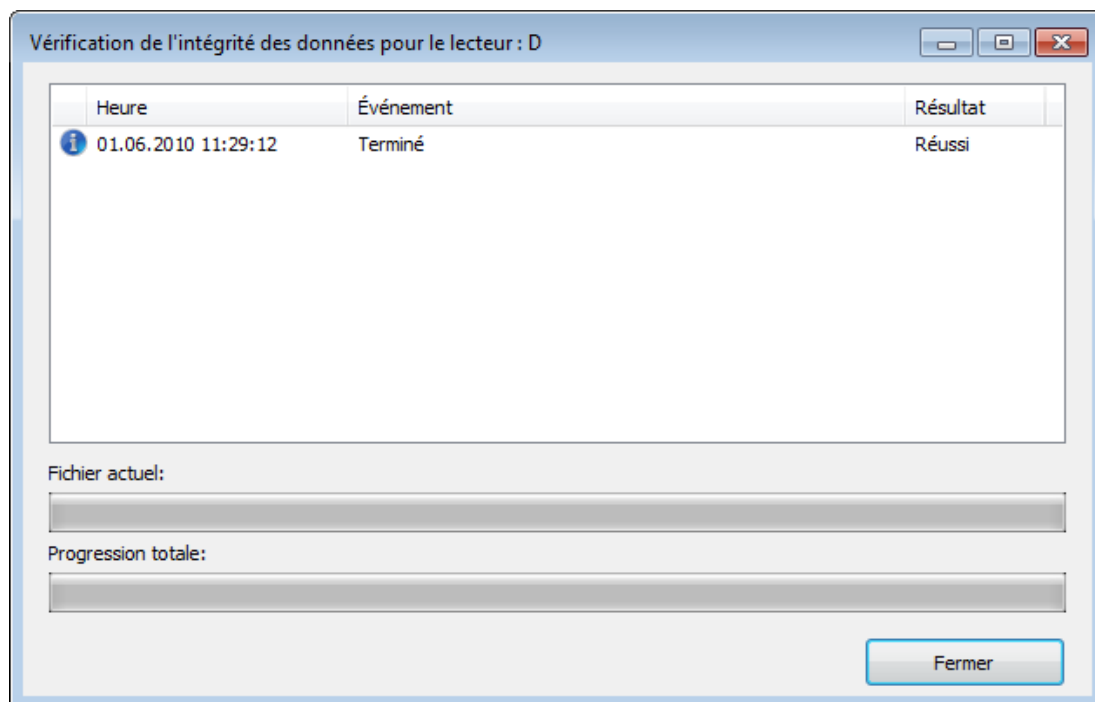 Vérification de l'intégrité des données pour le lecteur : D
Heure Événement Résultat
01.06.2010 11:29:12 Terminé Réussi
Fichier actuel:
Progression totale:
Fermer